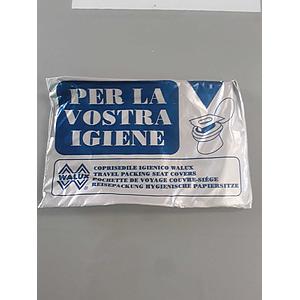 PER LA
VOSTRA
IGIENE
WALUX
®
COPRISEDILE IGIENICO WALUX
TRAVEL PACKING SEAT COVERS
POCHETTE DE VOYAGE COUVRE-SIÈGE
REISEPACKUNG HYGIENISCHE PAPIERSITZE